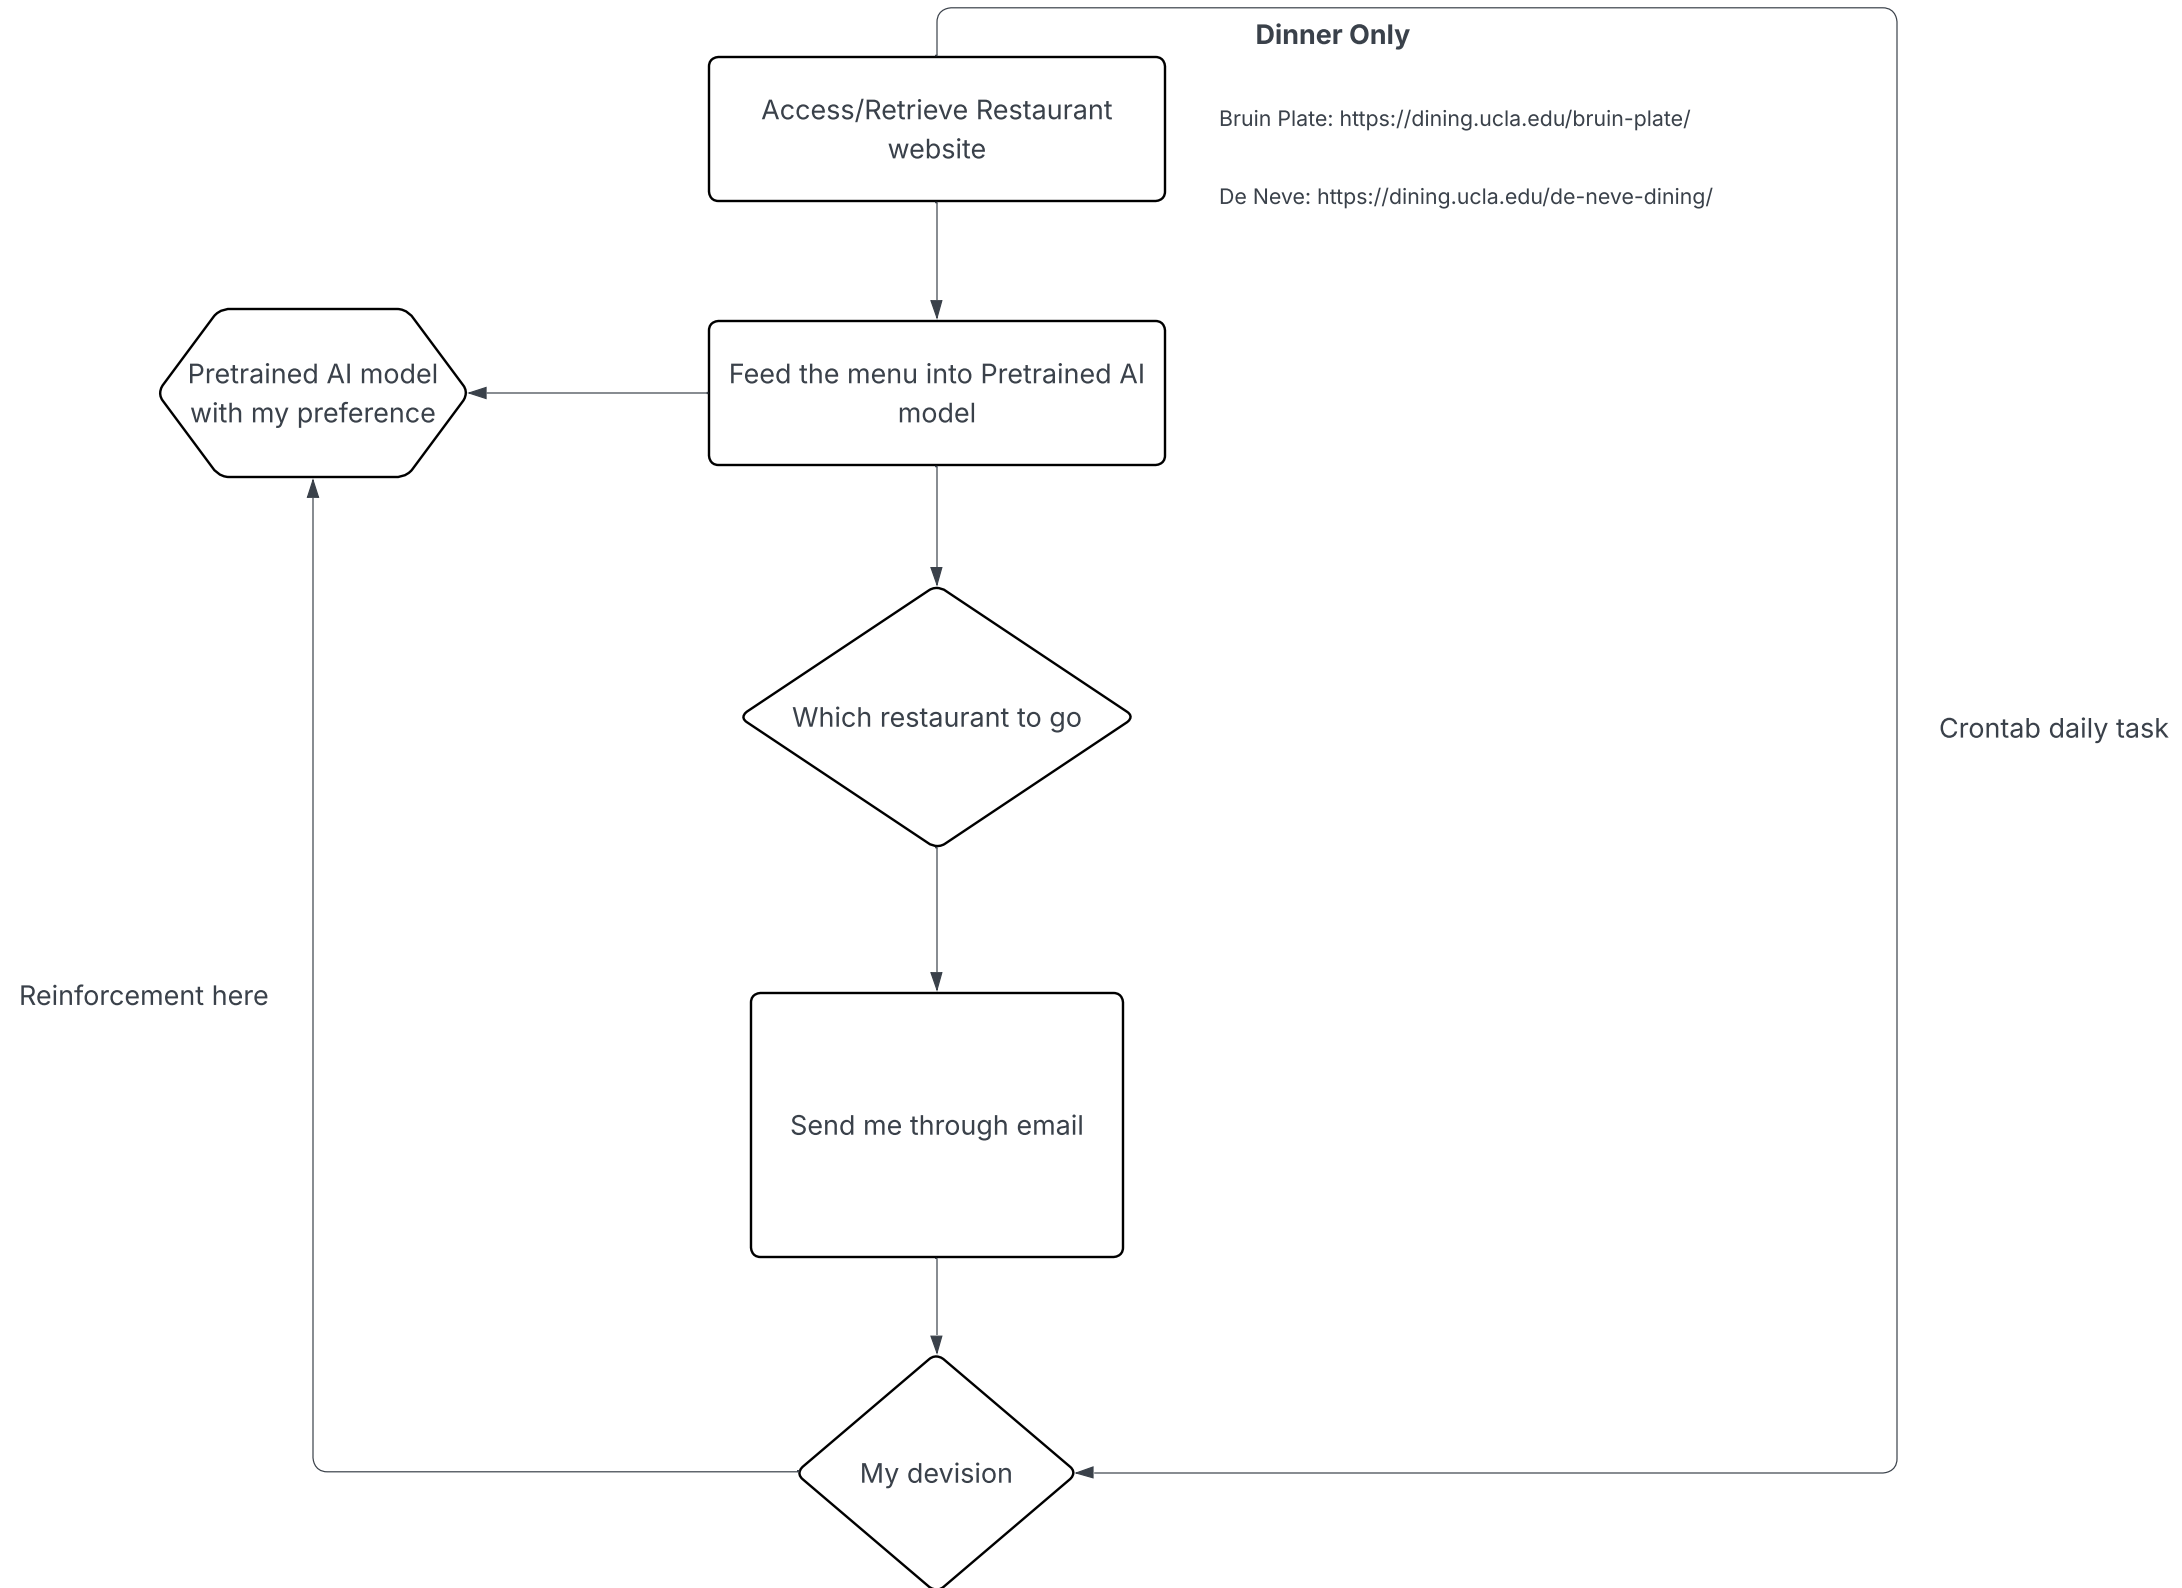 Dinner Only
Access/Retrieve Restaurant
website
Bruin Plate: https://dining.ucla.edu/bruin-plate/
De Neve: https://dining.ucla.edu/de-neve-dining/
Pretrained AI model
with my preference
Feed the menu into Pretrained AI
model
Which restaurant to go
Crontab daily task
Reinforcement here
Send me through email
My devision